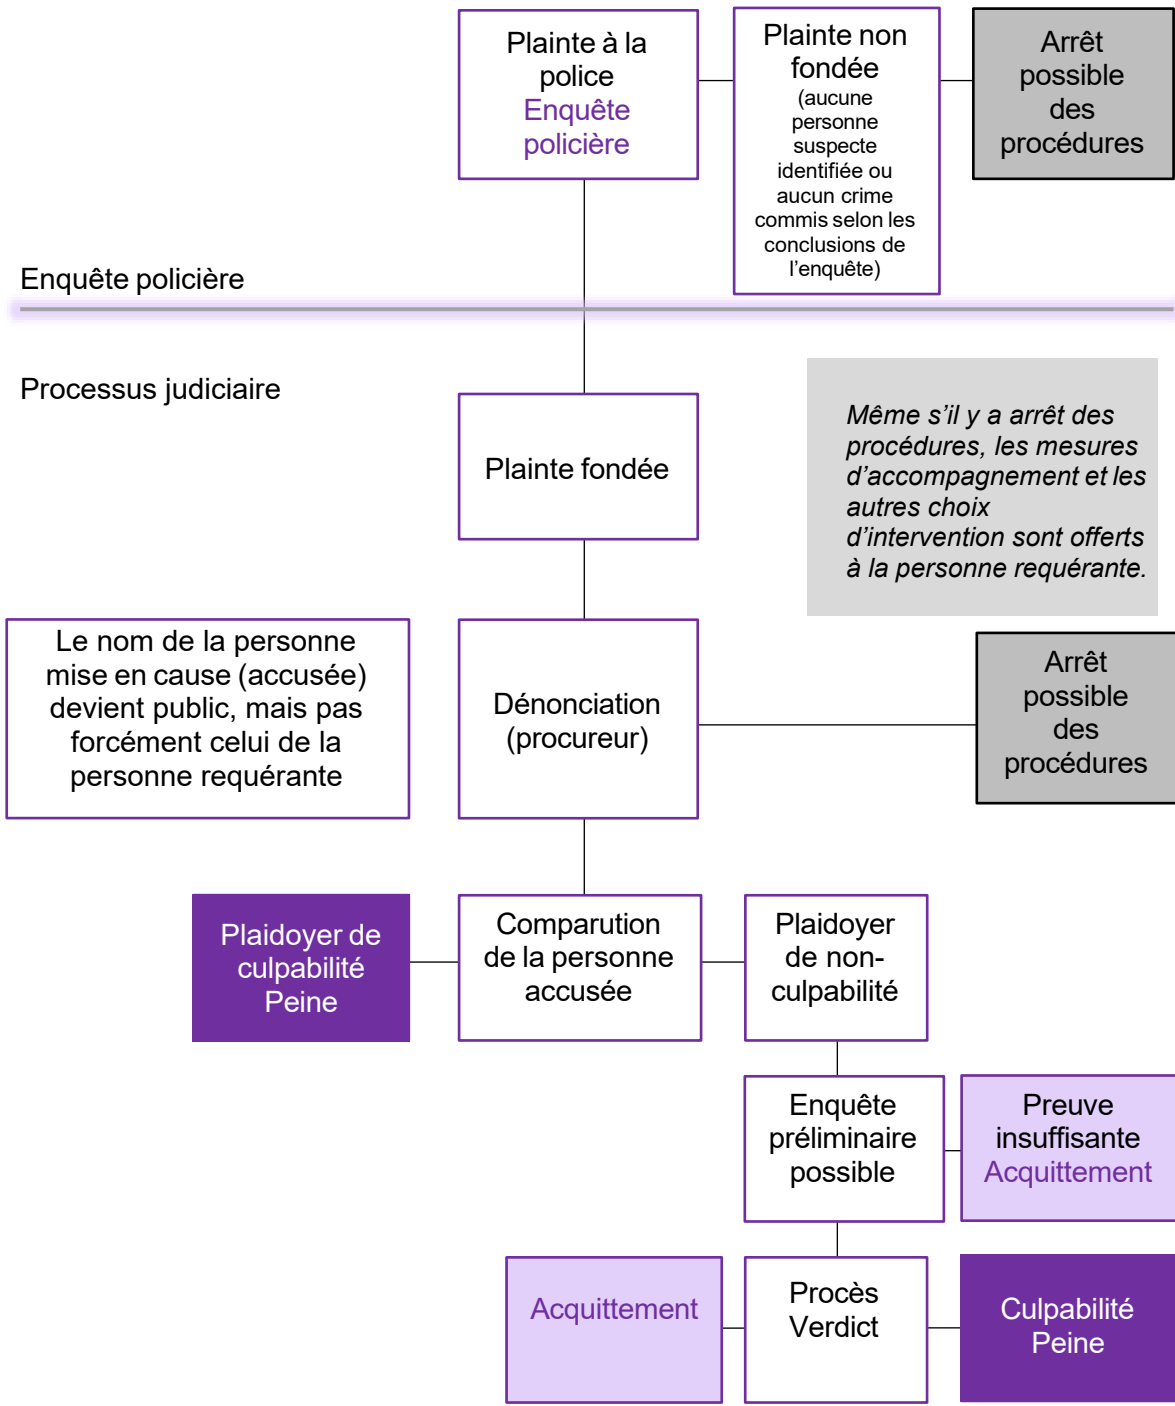 Plainte à la
police
Enquête
policière
Plainte non
fondée
(aucune
personne
suspecte
identifiée ou
aucun crime
commis selon les
conclusions de
l’enquête)
Arrêt
possible
des
procédures
Enquête policière
Processus judiciaire
Plainte fondée
Même s’il y a arrêt des
procédures, les mesures
d’accompagnement et les
autres choix
d’intervention sont offerts
à la personne requérante.
Le nom de la personne
mise en cause (accusée)
devient public, mais pas
forcément celui de la
personne requérante
Dénonciation
(procureur)
Arrêt
possible
des
procédures
Plaidoyer de
culpabilité
Peine
Comparution
de la personne
accusée
Plaidoyer
de non-
culpabilité
Enquête
préliminaire
possible
Preuve
insuffisante
Acquittement
Acquittement
Procès
Verdict
Culpabilité
Peine